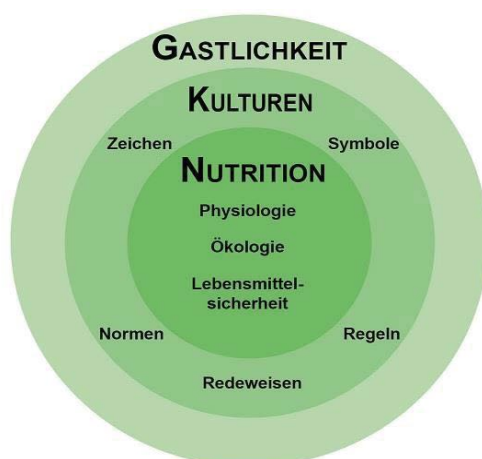 GASTLICHKEIT
KULTUREN
Zeichen Symbole
NUTRITION
Physiologie
Ökologie
Lebensmittel-
sicherheit
Normen Regeln
Redeweisen